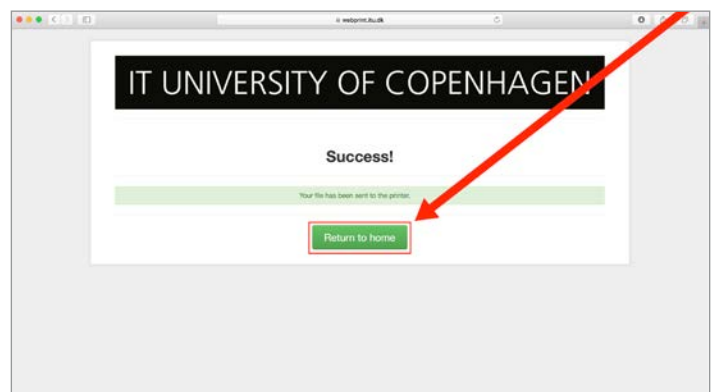 webprint.itu.dk
IT UNIVERSITY OF COPENHAGEN
Success!
Your file has been sent to the printer.
Return to home